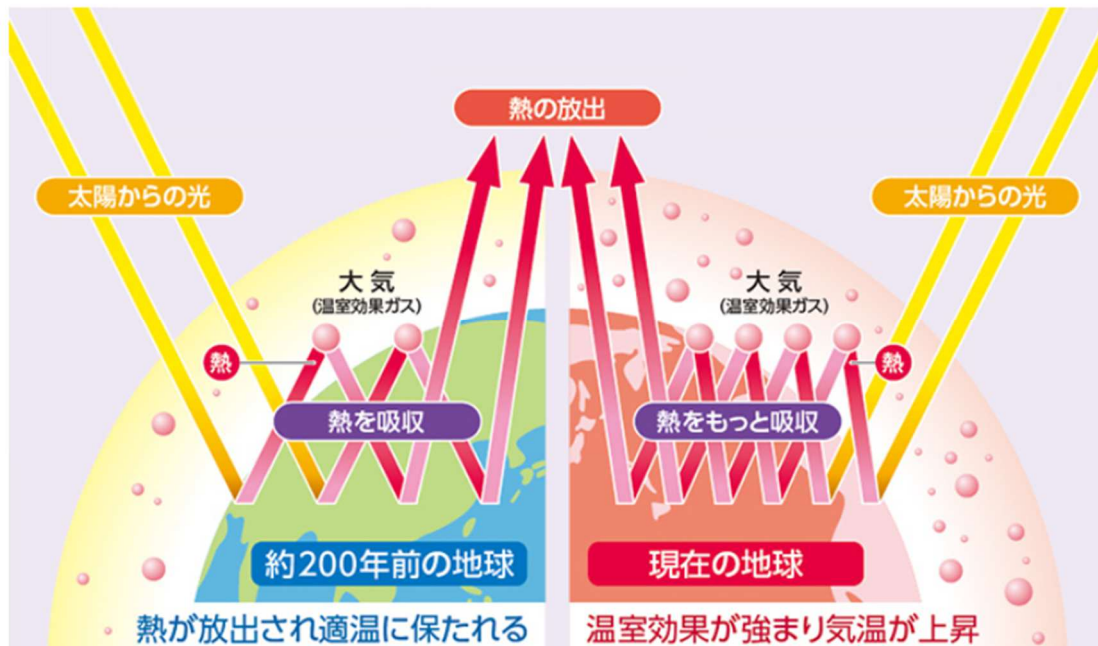 熱の放出
太陽からの光
太陽からの光
大気
(温室効果ガス)
大気
(温室効果ガス)
熱
熱
熱を吸収
熱をもっと吸収
約200年前の地球
現在の地球
熱が放出され適温に保たれる
温室効果が強まり気温が上昇